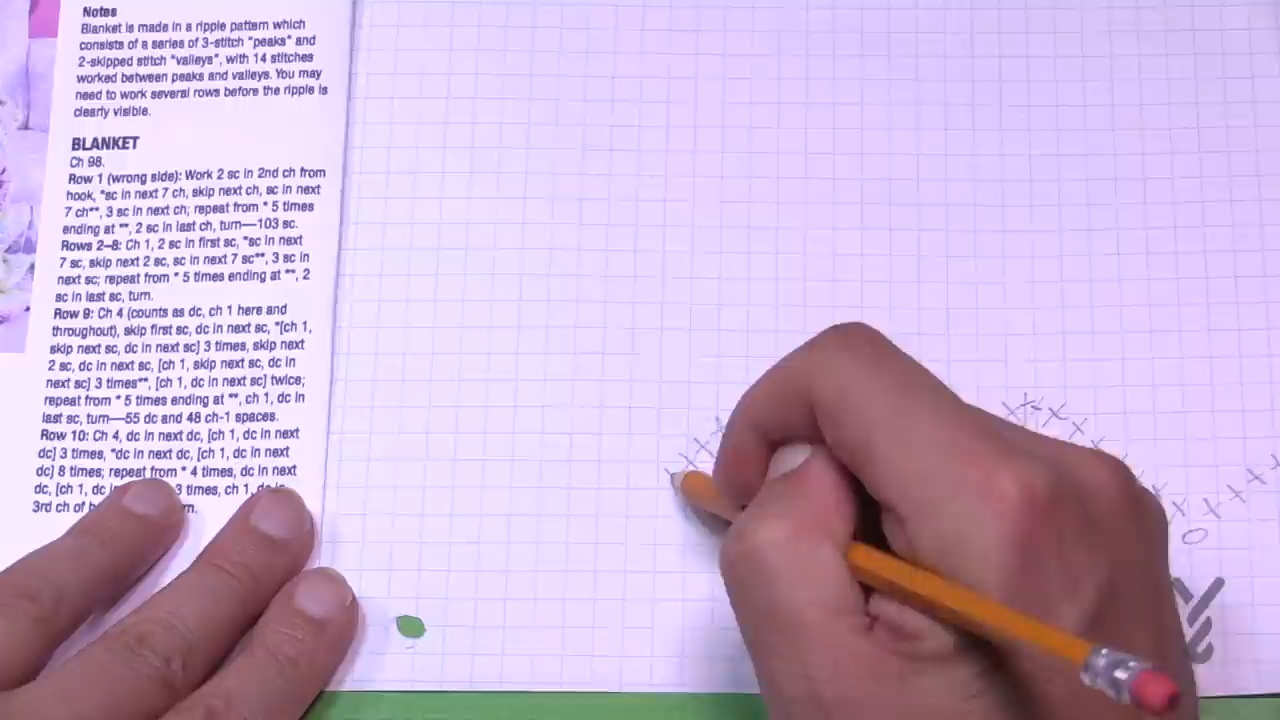 Notes
Blanket is made in a ripple pattern which
consists of a series of 3-stitch "peaks" and
2-skipped stitch "valleys", with 14 stitches
worked between peaks and valleys. You may
need to work several rows before the ripple is
clearly visible.
BLANKET
Ch 98.
Row 1 (wrong side): Work 2 sc in 2nd ch from
hook, *sc in next 7 ch, skip next ch, sc in next
7 ch**, 3 sc in next ch; repeat from * 5 times
ending at **, 2 sc in last ch, turn—103 sc.
Rows 2–8: Ch 1, 2 sc in first sc, *sc in next
7 sc, skip next 2 sc, sc in next 7 sc**, 3 sc in
next sc; repeat from * 5 times ending at **, 2
sc in last sc, turn.
Row 9: Ch 4 (counts as dc, ch 1 here and
throughout), skip first sc, dc in next sc, *[ch 1,
skip next sc, dc in next sc] 3 times, skip next
2 sc, dc in next sc, [ch 1, skip next sc, dc in
next sc] 3 times**, [ch 1, dc in next sc] twice;
repeat from * 5 times ending at **, ch 1, dc in
last sc, turn—55 dc and 48 ch-1 spaces.
Row 10: Ch 4, dc in next dc, [ch 1, dc in next
dc] 3 times, *dc in next dc, [ch 1, dc in next
dc] 8 times; repeat from * 4 times, dc in next
dc, [ch 1, dc 3 times, ch 1,
3rd ch of